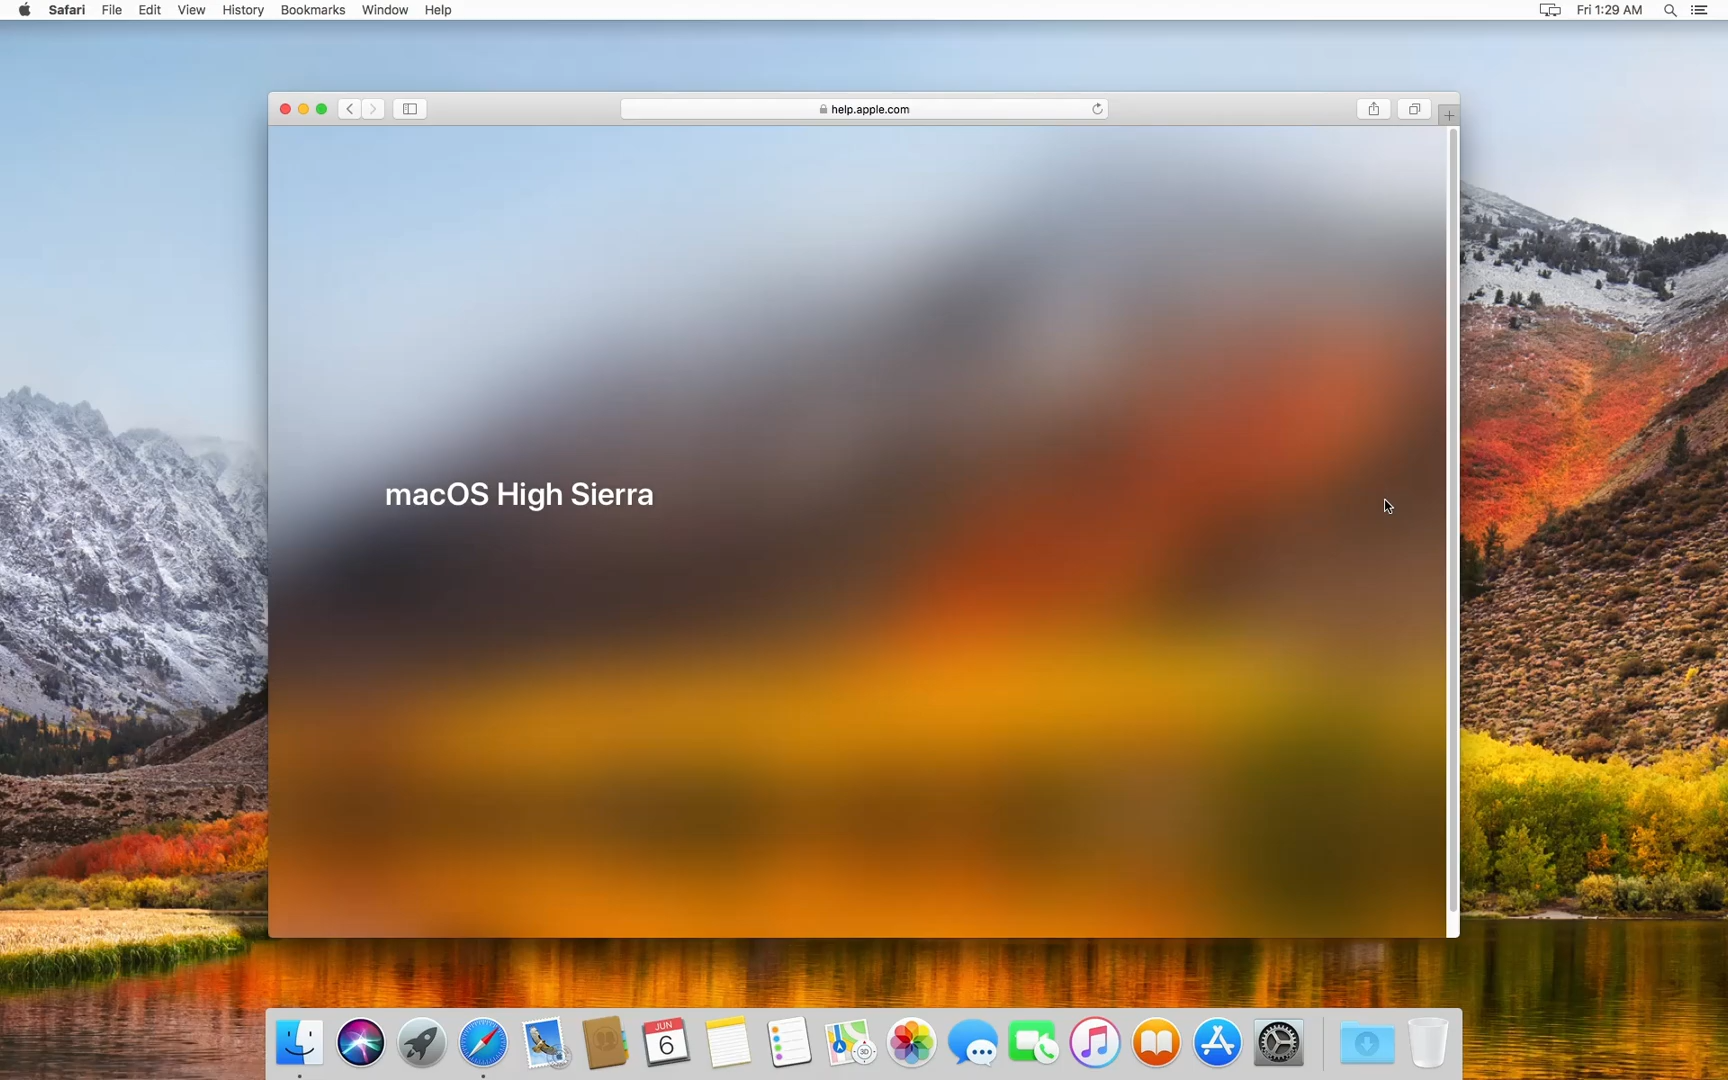 Safari File Edit View History Bookmarks Window Help Fri 1:29 AM
help.apple.com
macOS High Sierra
JUN
6
3D